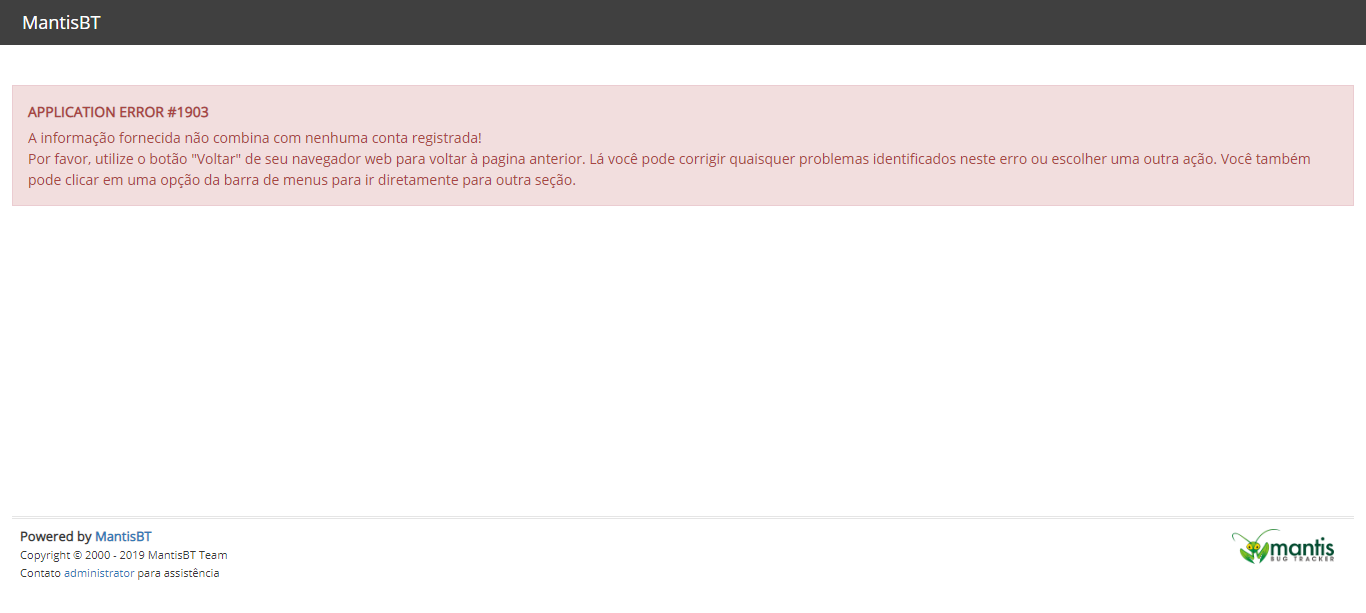 MantisBT
APPLICATION ERROR #1903
A informação fornecida não combina com nenhuma conta registrada!
Por favor, utilize o botão "Voltar" de seu navegador web para voltar à pagina anterior. Lá você pode corrigir quaisquer problemas identificados neste erro ou escolher uma outra ação. Você também
pode clicar em uma opção da barra de menus para ir diretamente para outra seção.
Powered by MantisBT
Copyright © 2000 - 2019 MantisBT Team
Contato administrator para assistência
mantis
BUG TRACKER